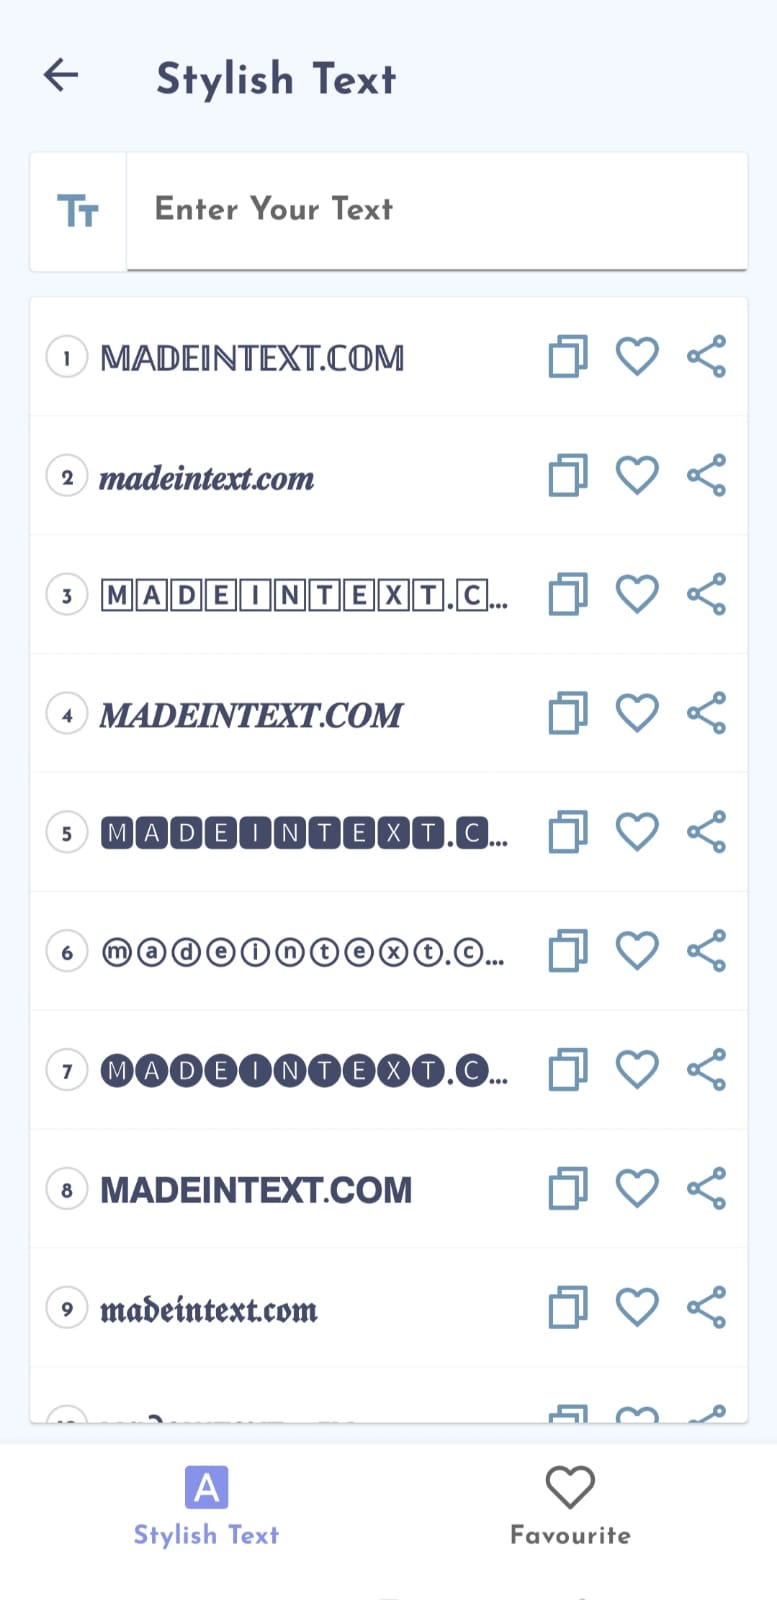 Stylish Text
Tт
Enter Your Text
1 𝕄𝔸𝔻𝔼𝕀ℕ𝕋𝔼𝕏𝕋.ℂ𝕆𝕄
2 𝒎𝒂𝒅𝒆𝒊𝒏𝒕𝒆𝒙𝒕.𝒄𝒐𝒎
3 🄼🄰🄳🄴🄸🄽🅃🄴🅇🅃.🄲...
4 𝑴𝑨𝑫𝑬𝑰𝑵𝑻𝑬𝑿𝑻.𝑪𝑶𝑴
5 🅼🅰🅳🅴🅸🅽🆃🅴🆇🆃.🅲...
6 ⓜⓐⓓⓔⓘⓝⓣⓔⓧⓣ.ⓒ...
7 🅜🅐🅓🅔🅘🅝🅣🅔🅧🅣.🅒...
8 𝗠𝗔𝗗𝗘𝗜𝗡𝗧𝗘𝗫𝗧.𝗖𝗢𝗠
9 𝖒𝖆𝖉𝖊𝖎𝖓𝖙𝖊𝖝𝖙.𝖈𝖔𝖒
A
Stylish Text
Favourite